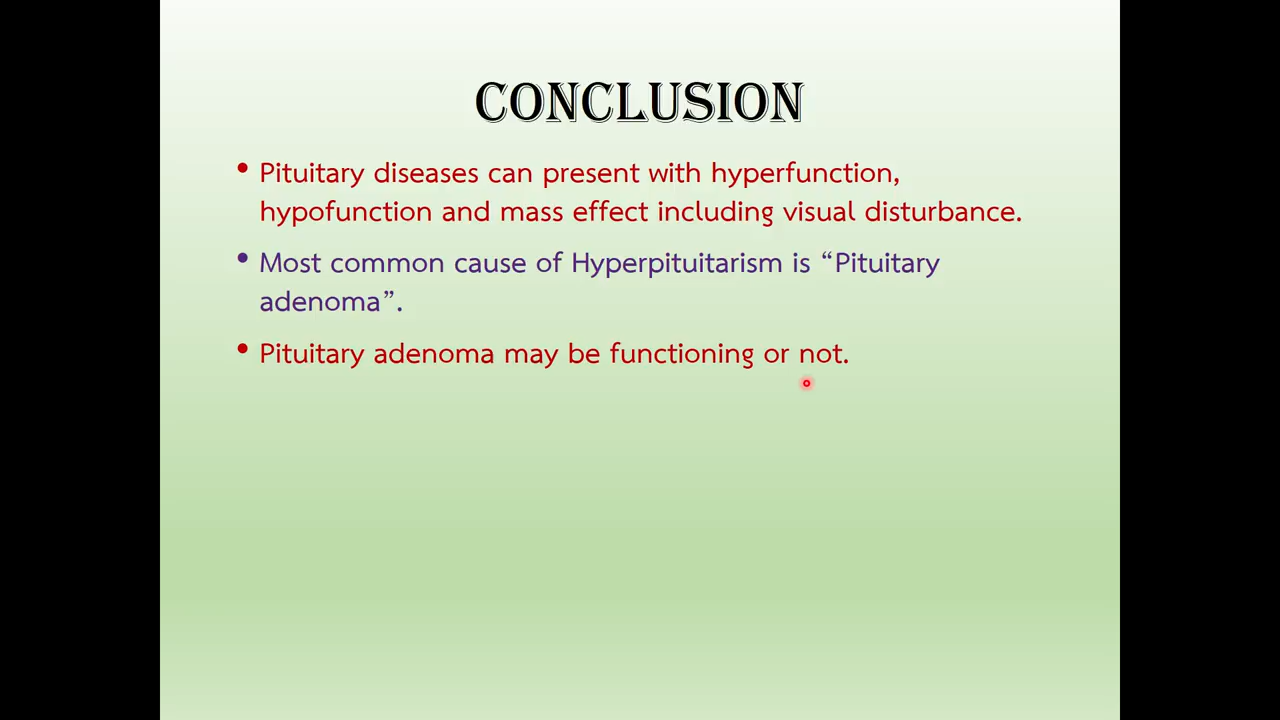 CONCLUSION
• Pituitary diseases can present with hyperfunction,
hypofunction and mass effect including visual disturbance.
• Most common cause of Hyperpituitarism is “Pituitary
adenoma”.
• Pituitary adenoma may be functioning or not.